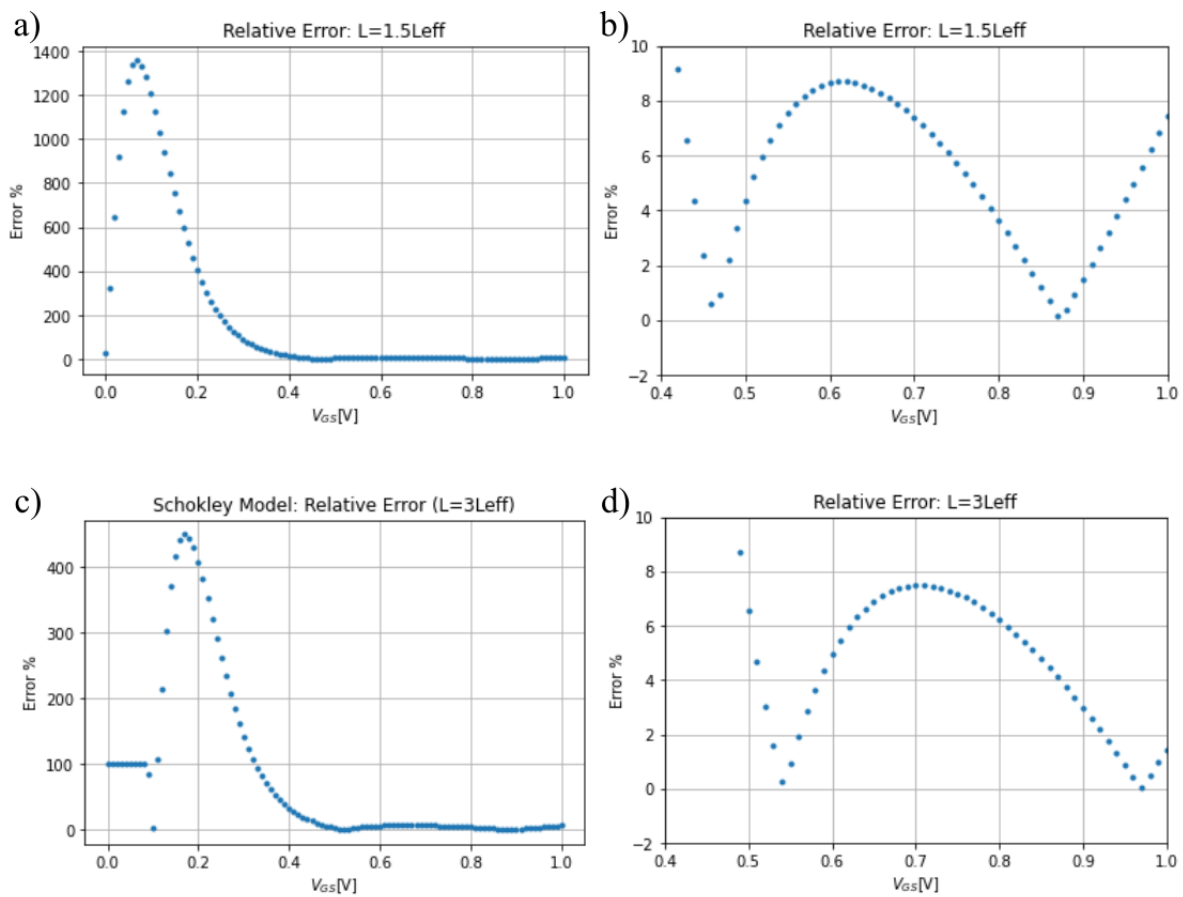 a)
Relative Error: L=1.5Leff
1400
1200
1000
800
600
400
200
0
Error %
0.0 0.2 0.4 0.6 0.8 1.0
V_GS[V]
b)
Relative Error: L=1.5Leff
10
8
6
4
2
0
−2
Error %
0.4 0.5 0.6 0.7 0.8 0.9 1.0
V_GS[V]
c)
Schokley Model: Relative Error (L=3Leff)
400
300
200
100
0
Error %
0.0 0.2 0.4 0.6 0.8 1.0
V_GS[V]
d)
Relative Error: L=3Leff
10
8
6
4
2
0
−2
Error %
0.4 0.5 0.6 0.7 0.8 0.9 1.0
V_GS[V]